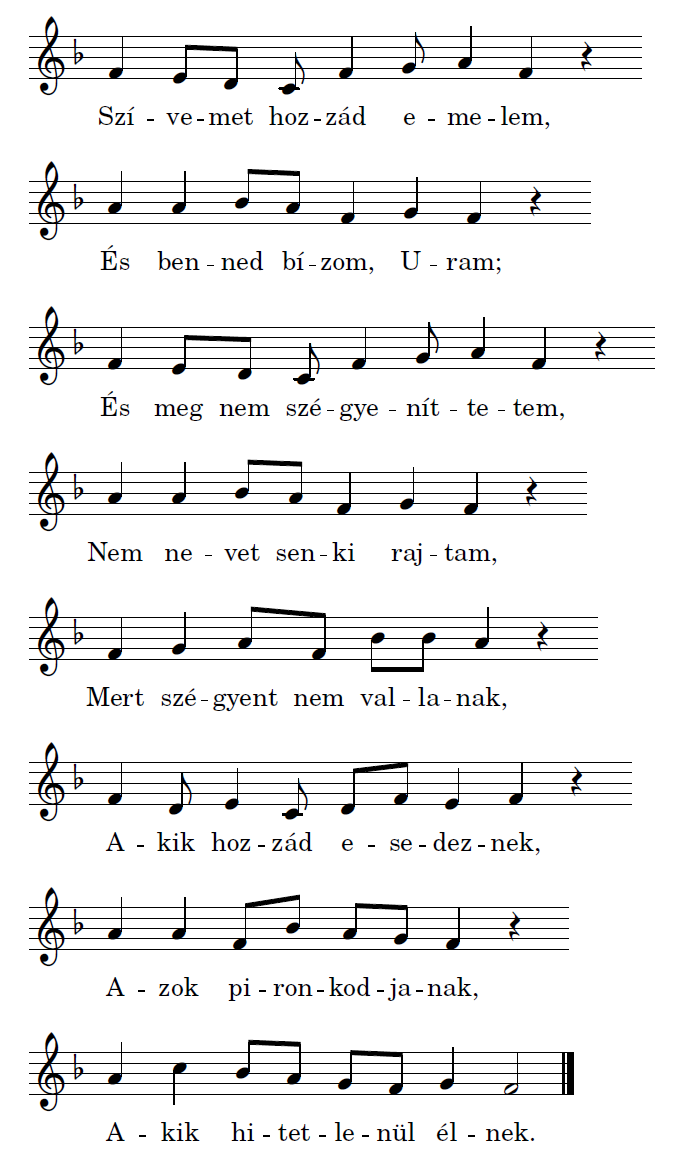 Szí - ve - met hoz - zád e - me - lem,
És ben - ned bí - zom, U - ram;
És meg nem szé - gye - nít - te - tem,
Nem ne - vet sen - ki raj - tam,
Mert szé - gyent nem val - la - nak,
A - kik hoz - zád e - se - dez - nek,
A - zok pi - ron - kod - ja - nak,
A - kik hi - tet - le - nül él - nek.